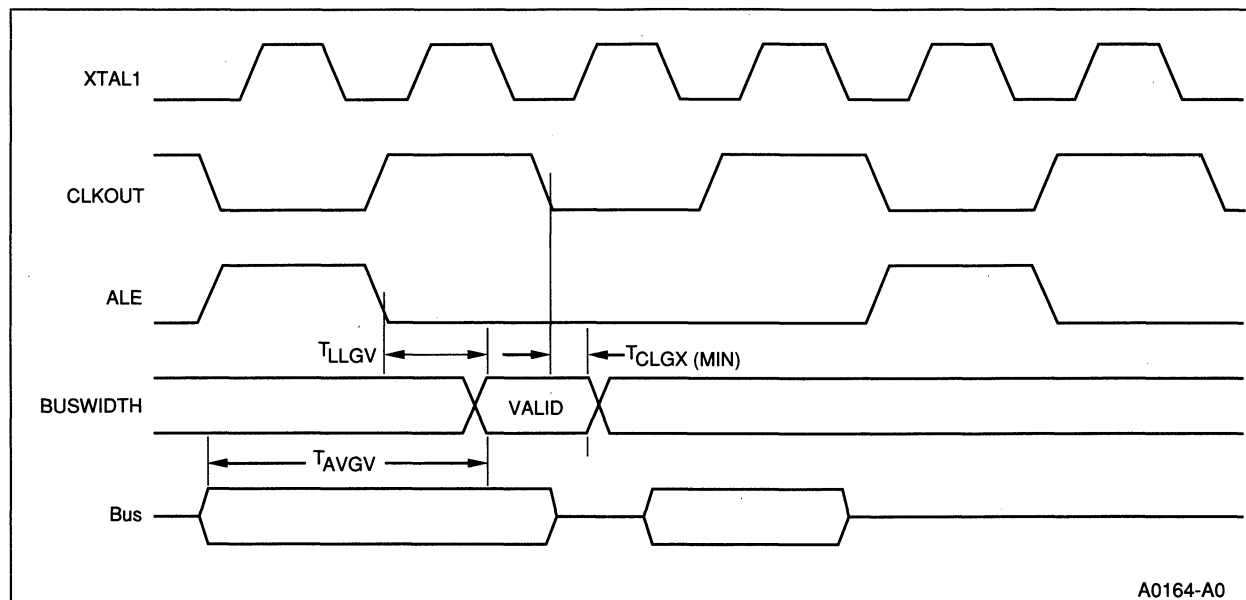 XTAL1
CLKOUT
ALE
TLLGV
TCLGX (MIN)
BUSWIDTH
VALID
TAVGV
Bus
A0164-A0